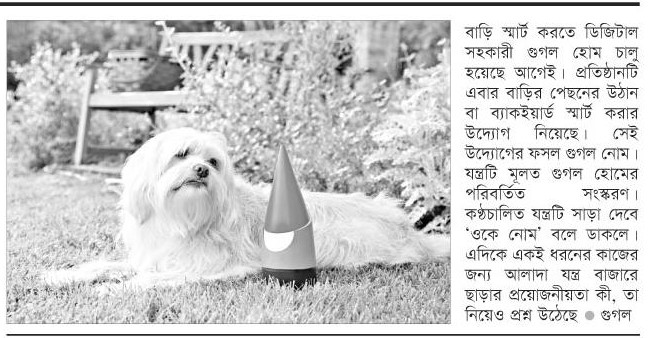 বাড়ি স্মার্ট করতে ডিজিটাল
সহকারী গুগল হোম চালু
হয়েছে আগেই। প্রতিষ্ঠানটি
এবার বাড়ির পেছনের উঠান
বা ব্যাকইয়ার্ড স্মার্ট করার
উদ্যোগ নিয়েছে। সেই
উদ্যোগের ফসল গুগল নোম।
যন্ত্রটি মূলত গুগল হোমের
পরিবর্তিত সংস্করণ।
কণ্ঠচালিত যন্ত্রটি সাড়া দেবে
‘ওকে নোম’ বলে ডাকলে।
এদিকে একই ধরনের কাজের
জন্য আলাদা যন্ত্র বাজারে
ছাড়ার প্রয়োজনীয়তা কী, তা
নিয়েও প্রশ্ন উঠেছে ● গুগল